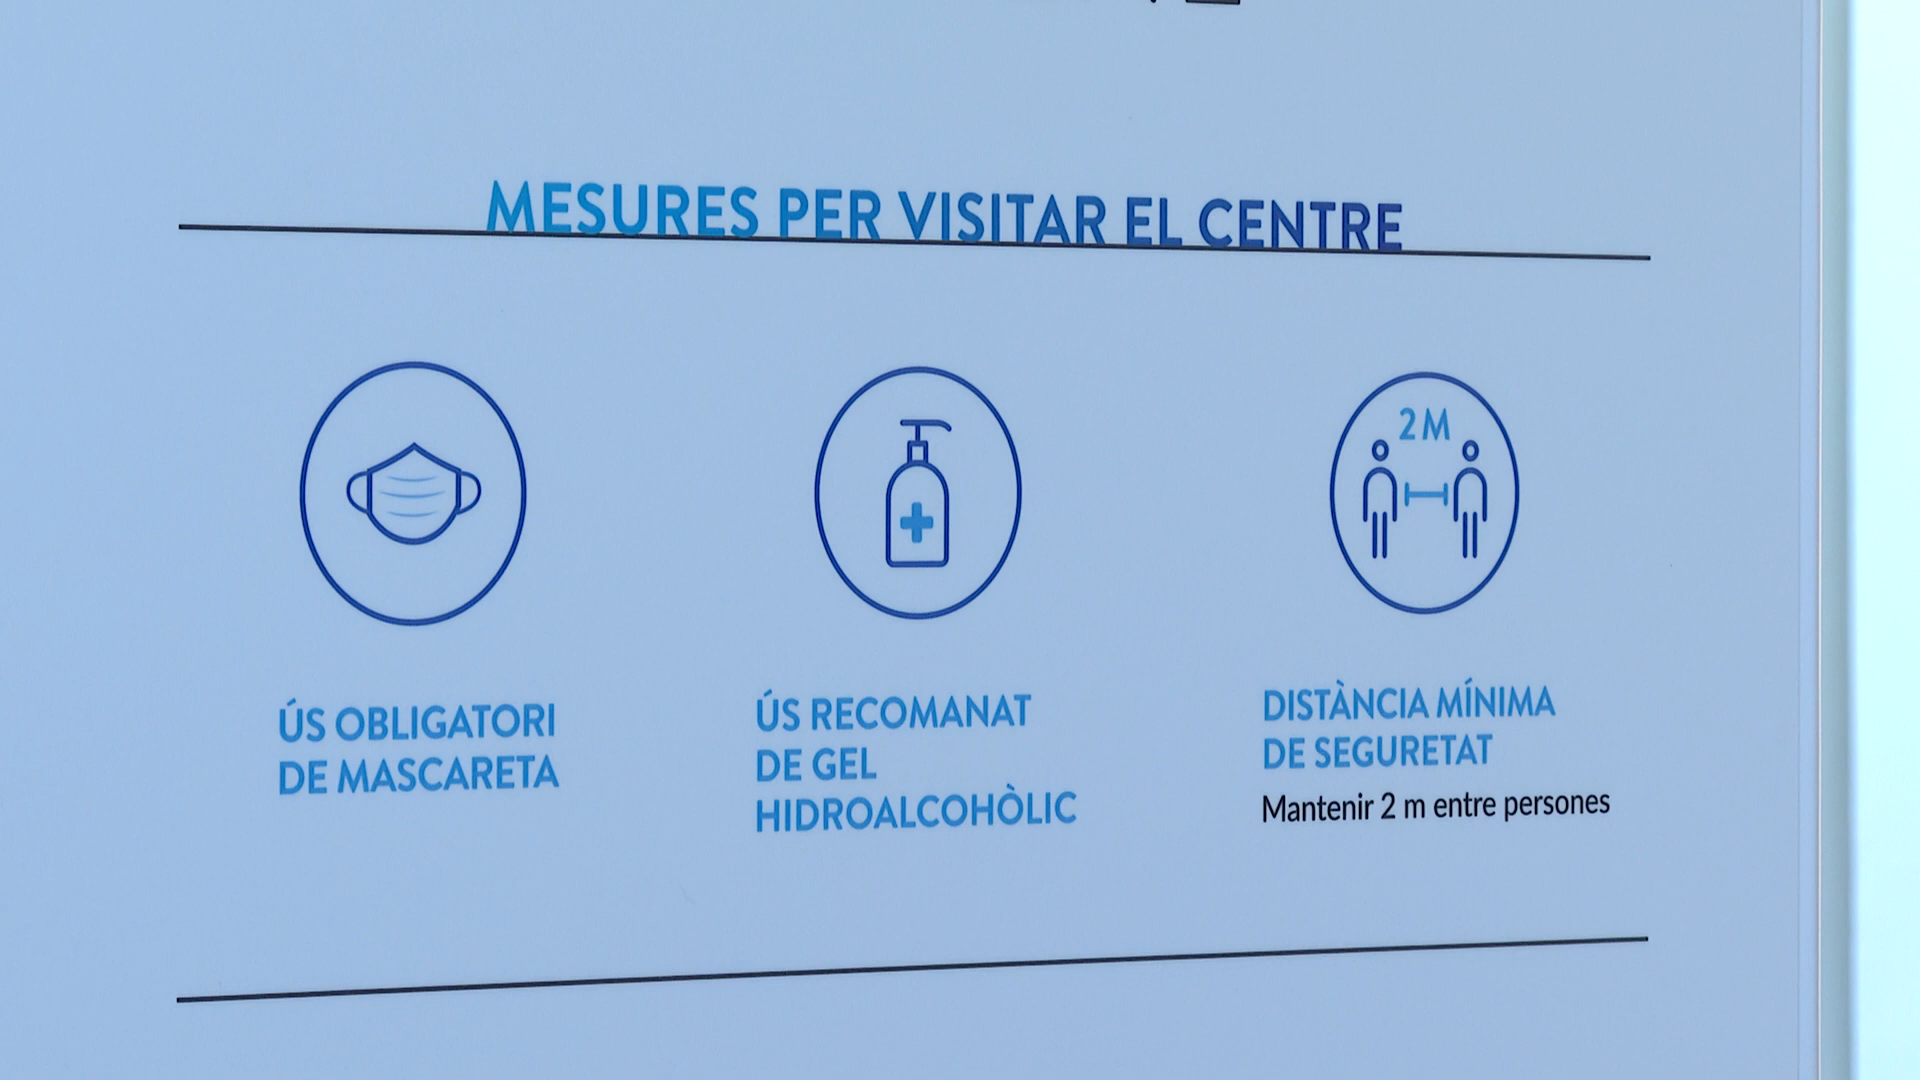 MESURES PER VISITAR EL CENTRE
2 M
ÚS OBLIGATORI
DE MASCARETA
ÚS RECOMANAT
DE GEL
HIDROALCOHÒLIC
DISTÀNCIA MÍNIMA
DE SEGURETAT
Mantenir 2 m entre persones